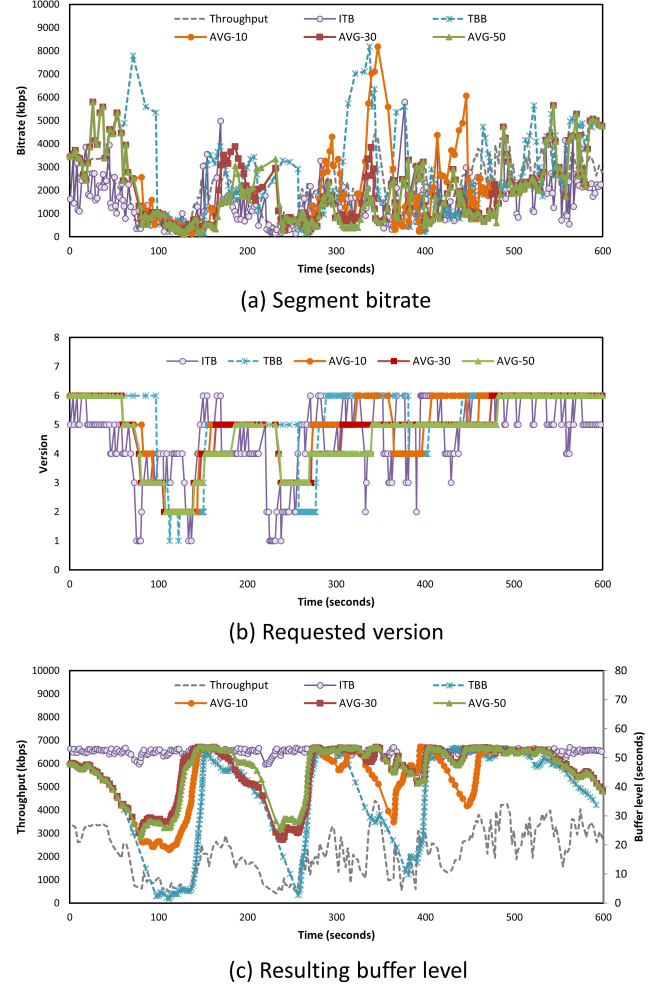 Throughput ITB TBB
AVG-10 AVG-30 AVG-50
Bitrate (kbps)
10000
9000
8000
7000
6000
5000
4000
3000
2000
1000
0
0 100 200 300 400 500 600
Time (seconds)
(a) Segment bitrate
ITB TBB AVG-10 AVG-30 AVG-50
Version
8
7
6
5
4
3
2
1
0
0 100 200 300 400 500 600
Time (seconds)
(b) Requested version
Throughput ITB TBB
AVG-10 AVG-30 AVG-50
Throughput (kbps)
10000
9000
8000
7000
6000
5000
4000
3000
2000
1000
0
80
70
60
50
40
30
20
10
0
Buffer level (seconds)
0 100 200 300 400 500 600
Time (seconds)
(c) Resulting buffer level